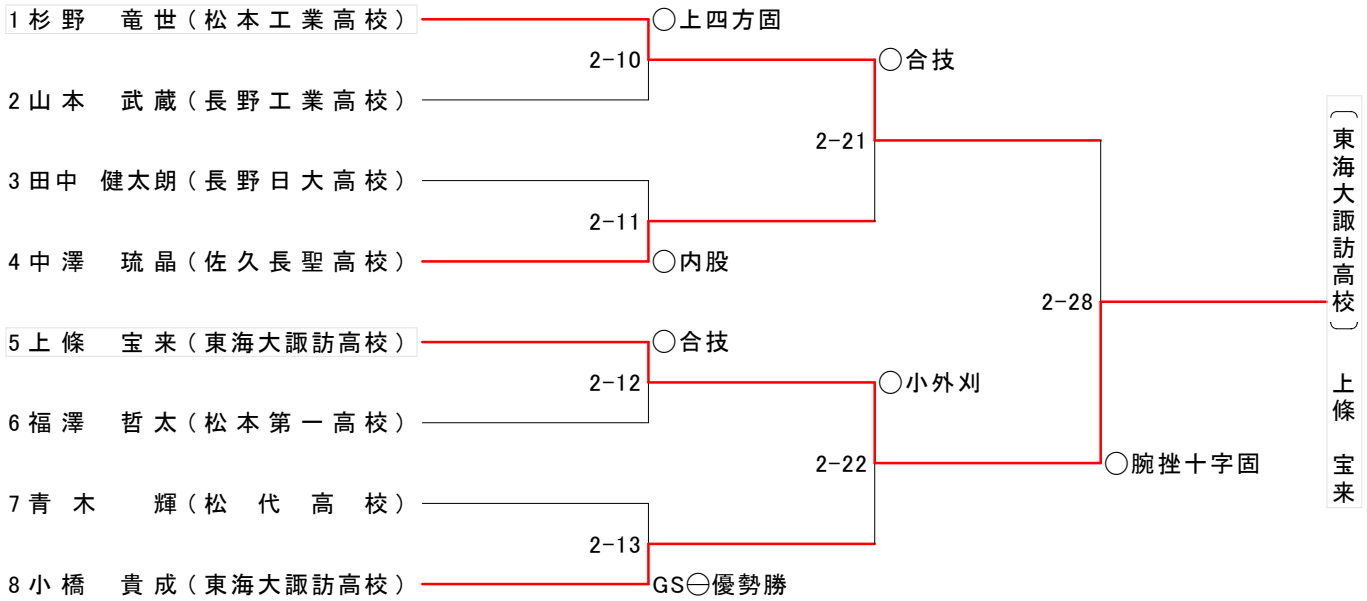 1 杉野 竜世(松本工業高校)
○上四方固
2-10
○合技
2 山本 武蔵(長野工業高校)
2-21
3 田中 健太朗(長野日大高校)
2-11
4 中澤 琉晶(佐久長聖高校)
○内股
2-28
5 上條 宝来(東海大諏訪高校)
○合技
2-12
○小外刈
6 福澤 哲太(松本第一高校)
2-22
○腕挫十字固
7 青木 輝(松代高校)
2-13
8 小橋 貴成(東海大諏訪高校)
GS㊀優勢勝
(東海大諏訪高校) 上條 宝来